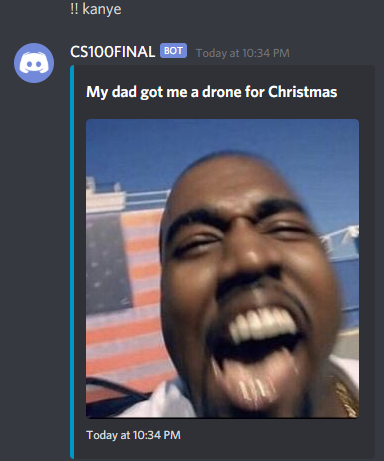 !! kanye
CS100FINAL BOT Today at 10:34 PM
My dad got me a drone for Christmas
Today at 10:34 PM